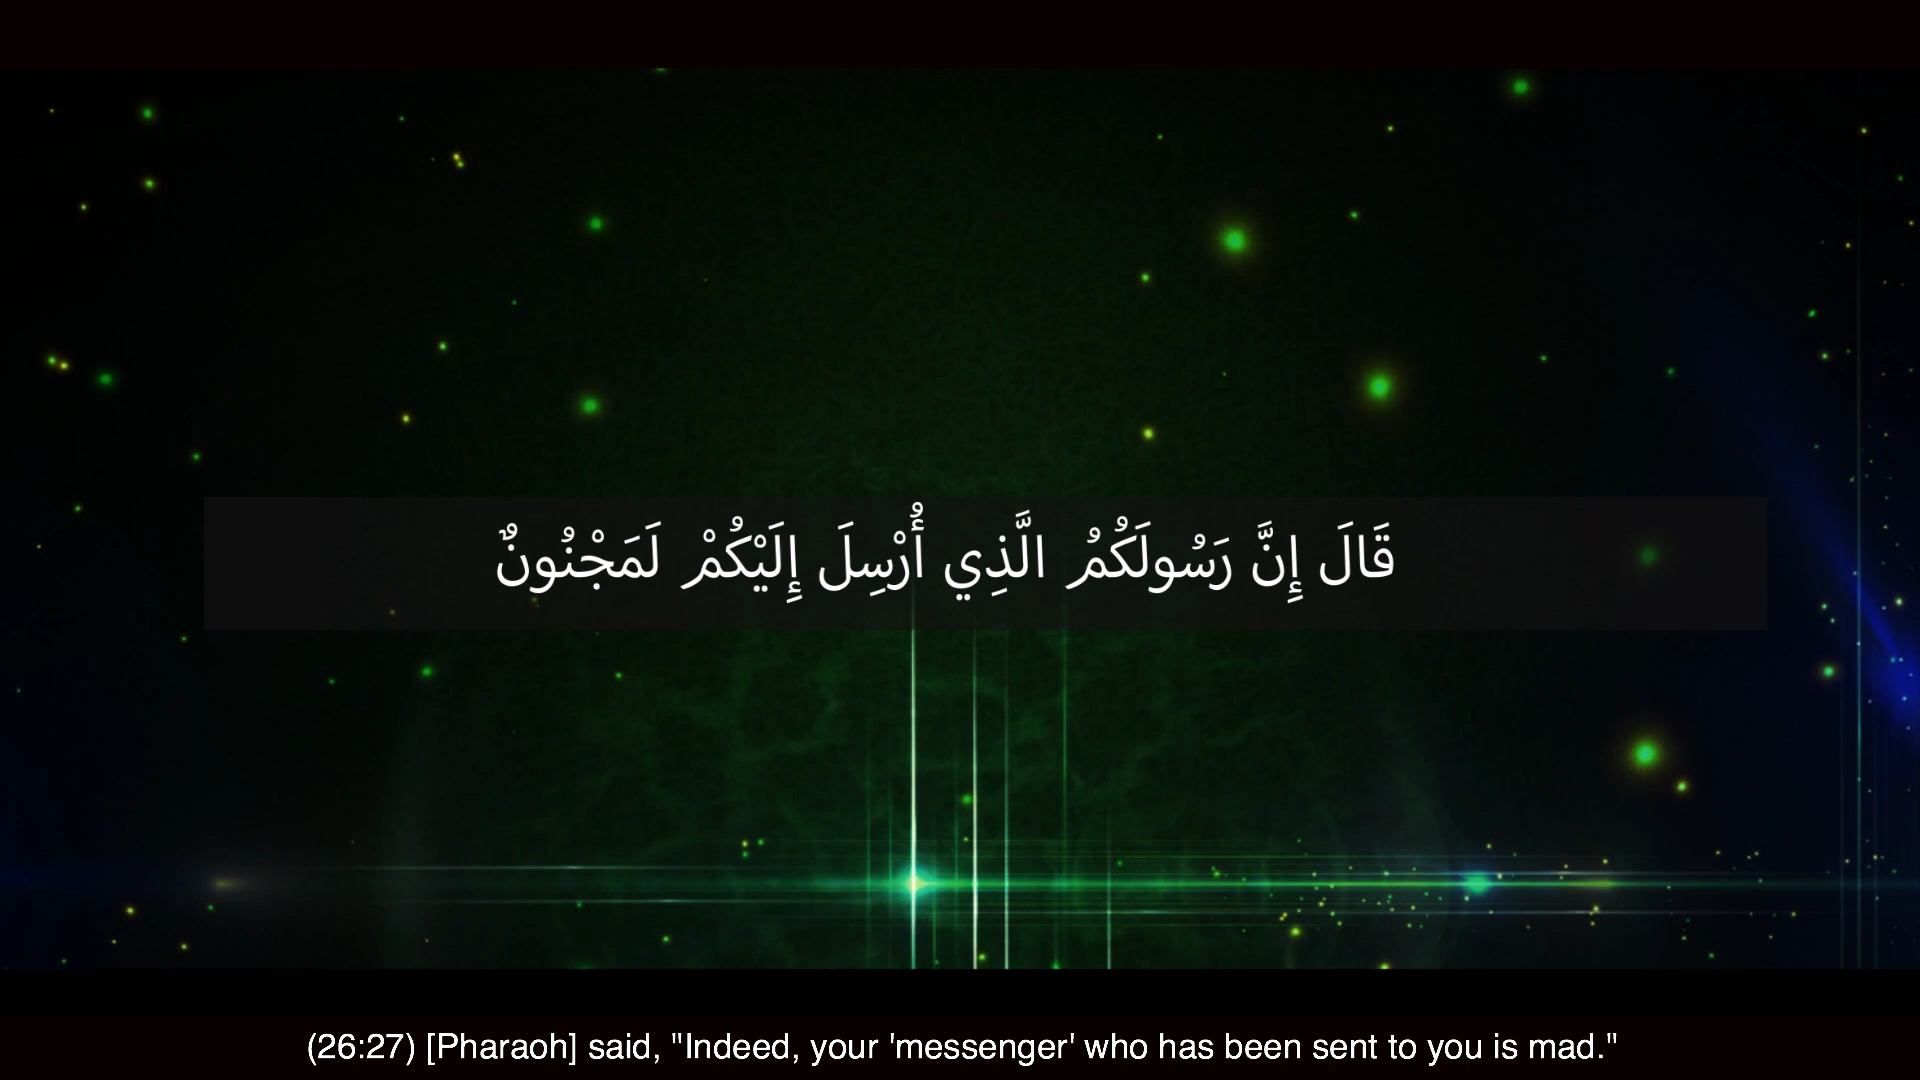 قَالَ إِنَّ رَسُولَكُمُ الَّذِي أُرْسِلَ إِلَيْكُمْ لَمَجْنُونٌ
(26:27) [Pharaoh] said, "Indeed, your 'messenger' who has been sent to you is mad."